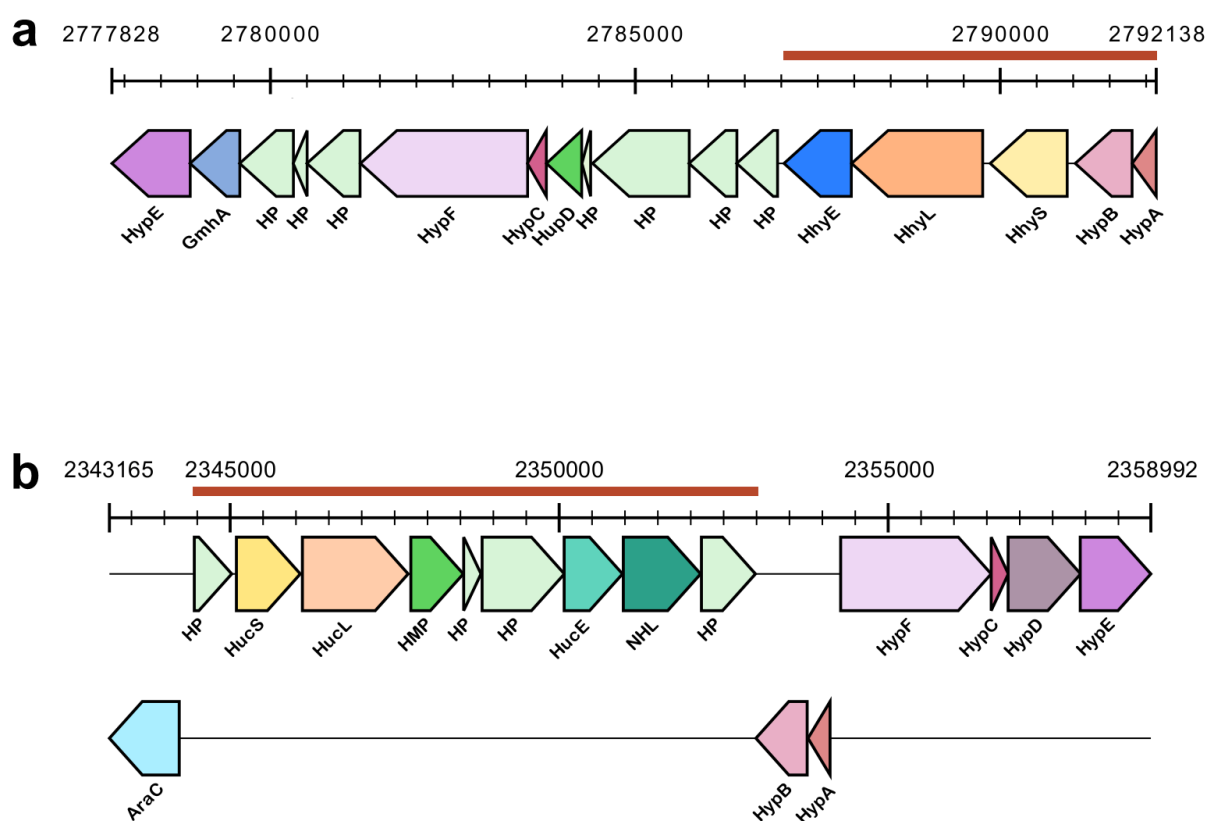 a
2777828 2780000 2785000 2790000 2792138
HypE GmhA HP HP HP HypF HypC HupD HP HP HP HP HhyE HhyL HhyS HypB HypA
b
2343165 2345000 2350000 2355000 2358992
HP HucS HucL HMP HP HP HucE NHL HP HypF HypC HypD HypE
AraC HypB HypA